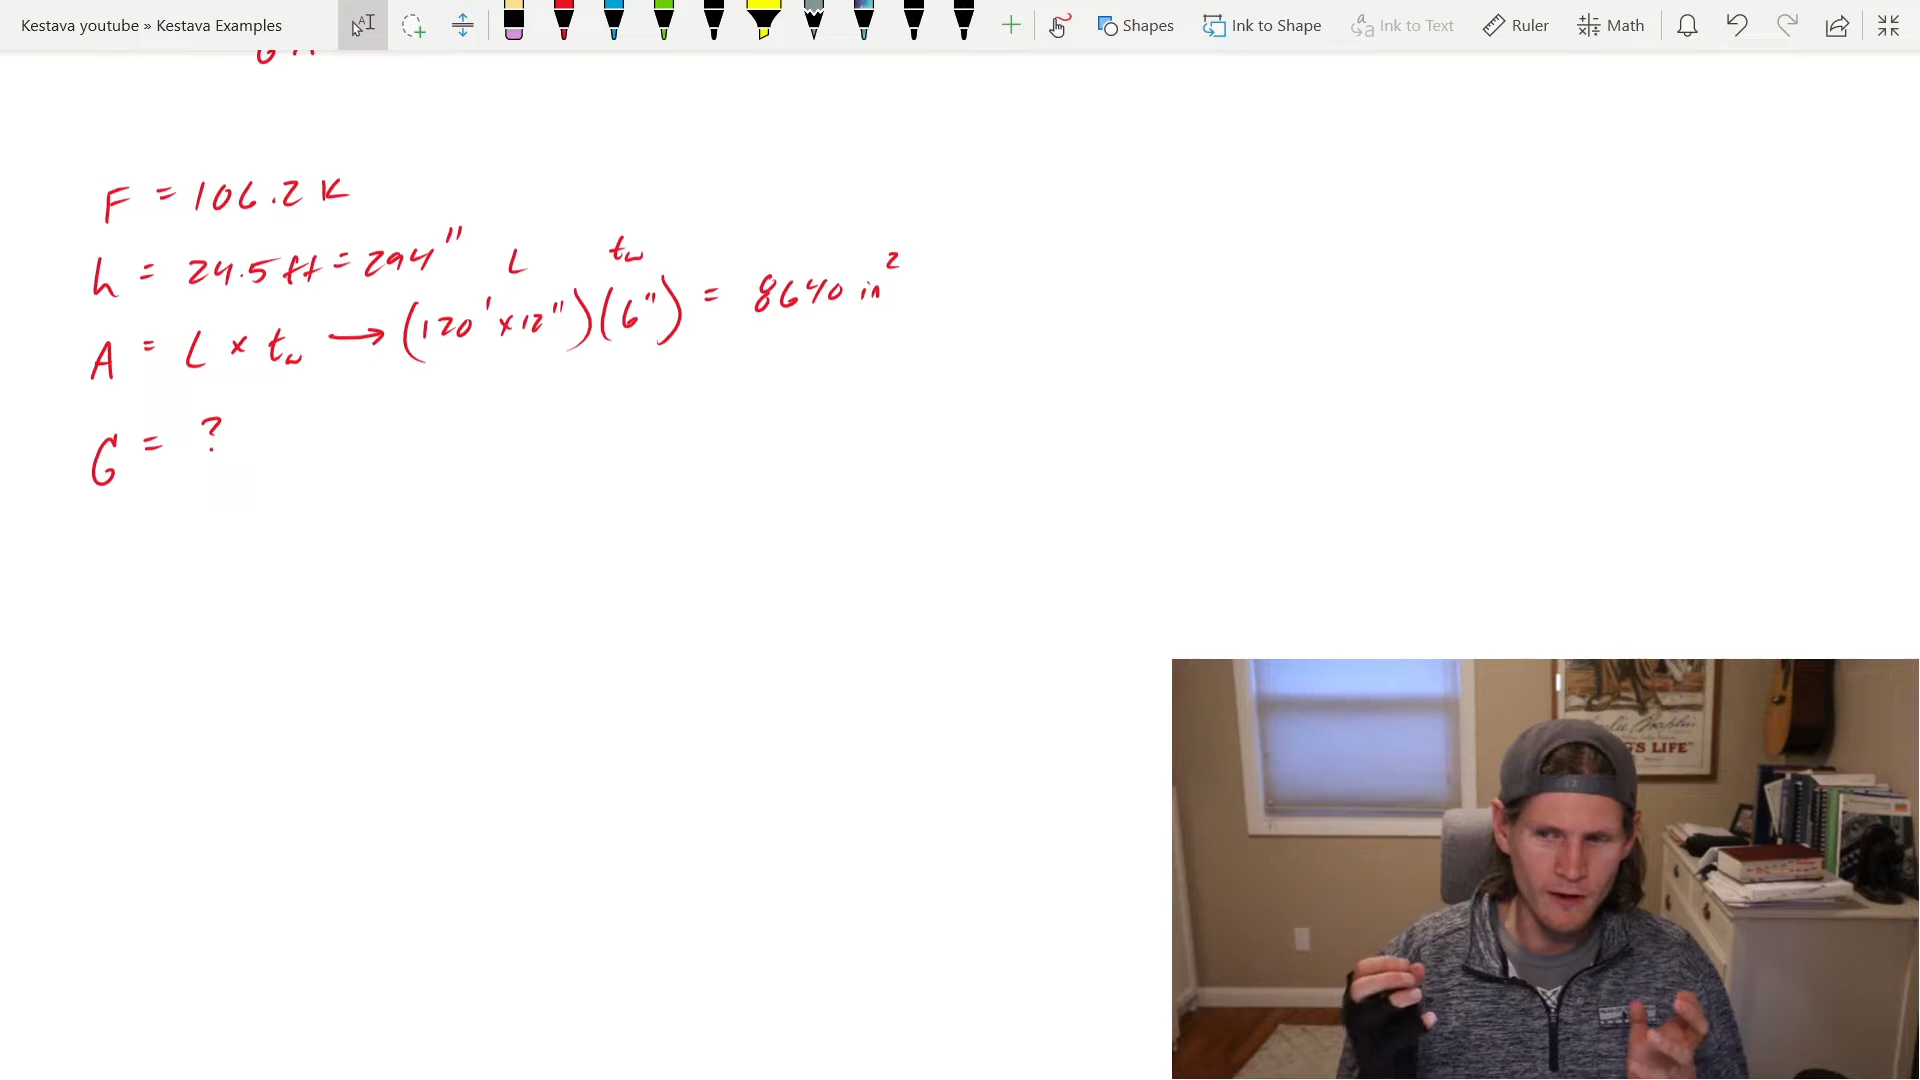 Kestava youtube » Kestava Examples
Shapes
Ink to Shape
Ink to Text
Ruler
Math
G A
F = 106.2 K
h = 24.5 ft = 294"
L tw
A = L x tw → (120' x 12")(6") = 8640 in²
G = ?
'S LIFE"